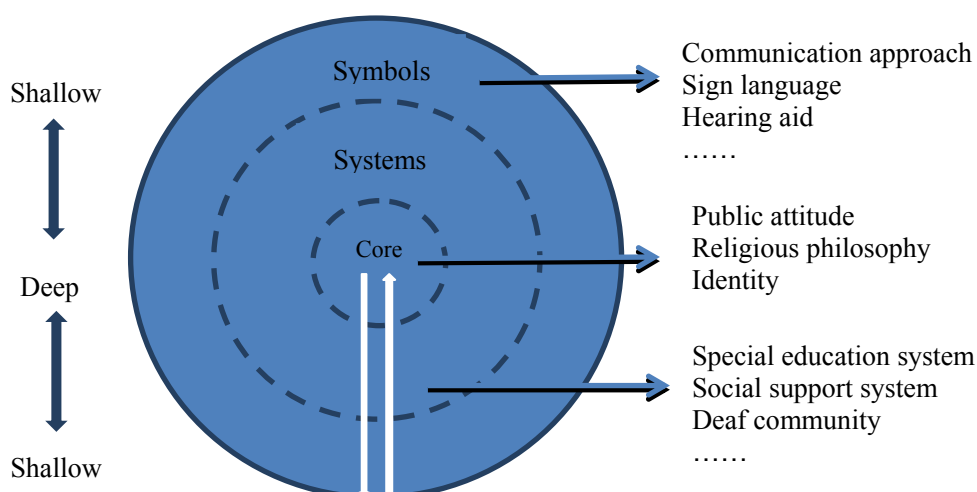 Shallow
Deep
Shallow
Symbols
Systems
Core
Communication approach
Sign language
Hearing aid
……
Public attitude
Religious philosophy
Identity
Special education system
Social support system
Deaf community
……